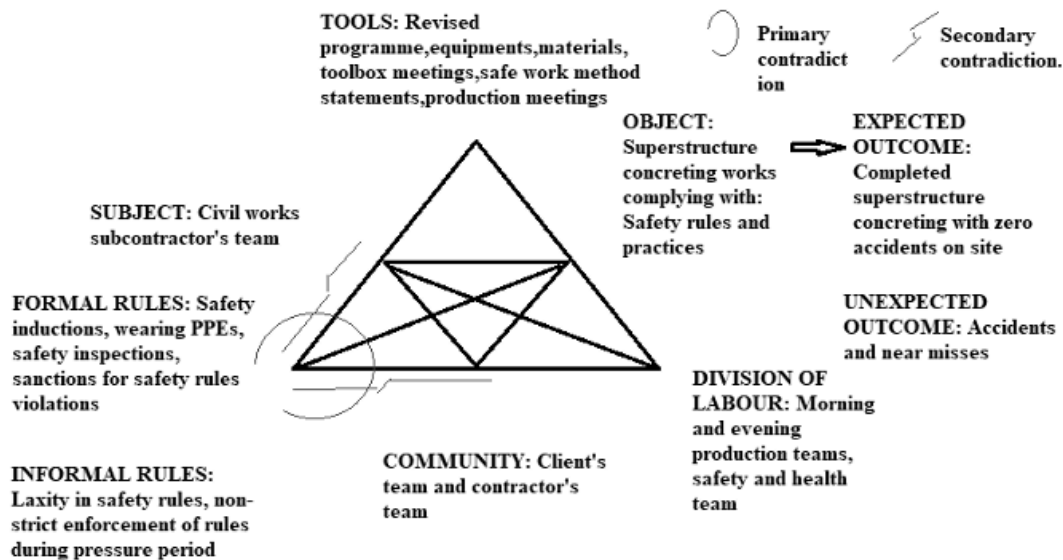 TOOLS: Revised
programme,equipments,materials,
toolbox meetings,safe work method
statements,production meetings
Primary
contradict
ion
Secondary
contradiction.
OBJECT:
Superstructure
concreting works
complying with:
Safety rules and
practices
EXPECTED
OUTCOME:
Completed
superstructure
concreting with zero
accidents on site
SUBJECT: Civil works
subcontractor's team
FORMAL RULES: Safety
inductions, wearing PPEs,
safety inspections,
sanctions for safety rules
violations
UNEXPECTED
OUTCOME: Accidents
and near misses
DIVISION OF
LABOUR: Morning
and evening
production teams,
safety and health
team
COMMUNITY: Client's
team and contractor's
team
INFORMAL RULES:
Laxity in safety rules, non-
strict enforcement of rules
during pressure period